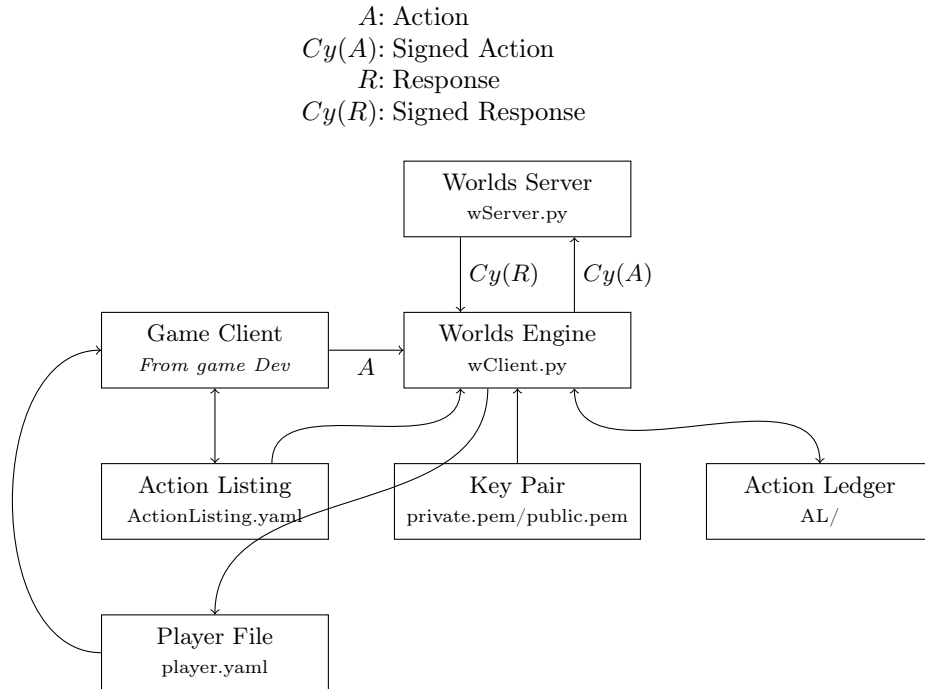 A: Action
Cy(A): Signed Action
R: Response
Cy(R): Signed Response
Worlds Server
wServer.py
Cy(R)
Cy(A)
Game Client
From game Dev
A
Worlds Engine
wClient.py
Action Listing
ActionListing.yaml
Key Pair
private.pem/public.pem
Action Ledger
AL/
Player File
player.yaml